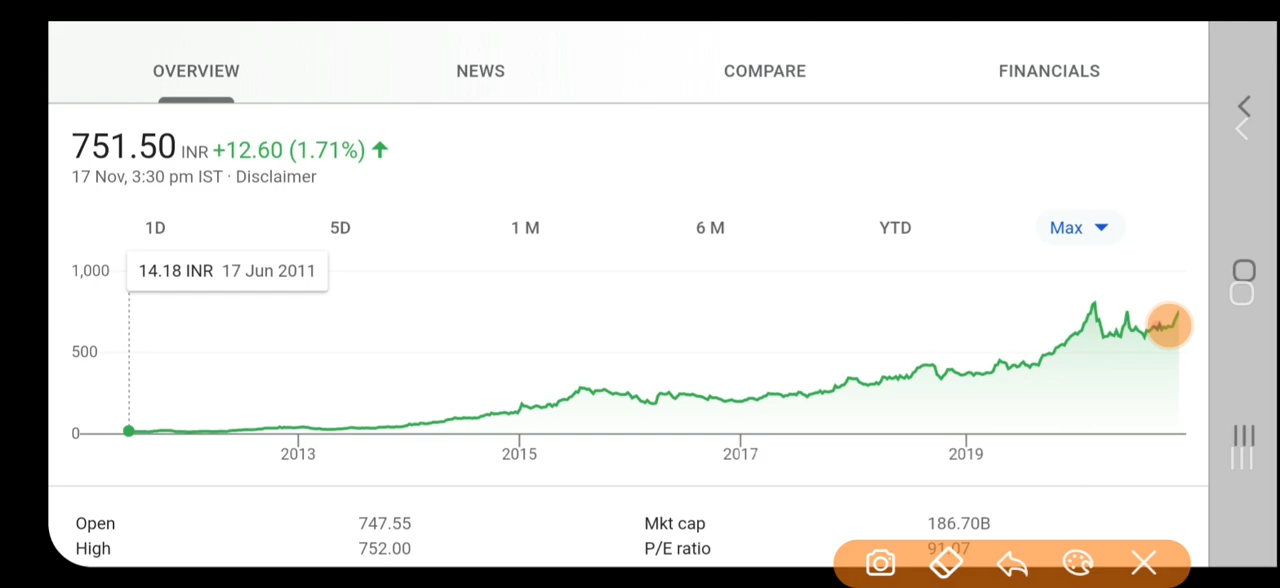 OVERVIEW NEWS COMPARE FINANCIALS
751.50 INR +12.60 (1.71%)
17 Nov, 3:30 pm IST · Disclaimer
1D 5D 1 M 6 M YTD Max
1,000 14.18 INR 17 Jun 2011
500
0
2013 2015 2017 2019
Open 747.55 Mkt cap 186.70B
High 752.00 P/E ratio 91.07